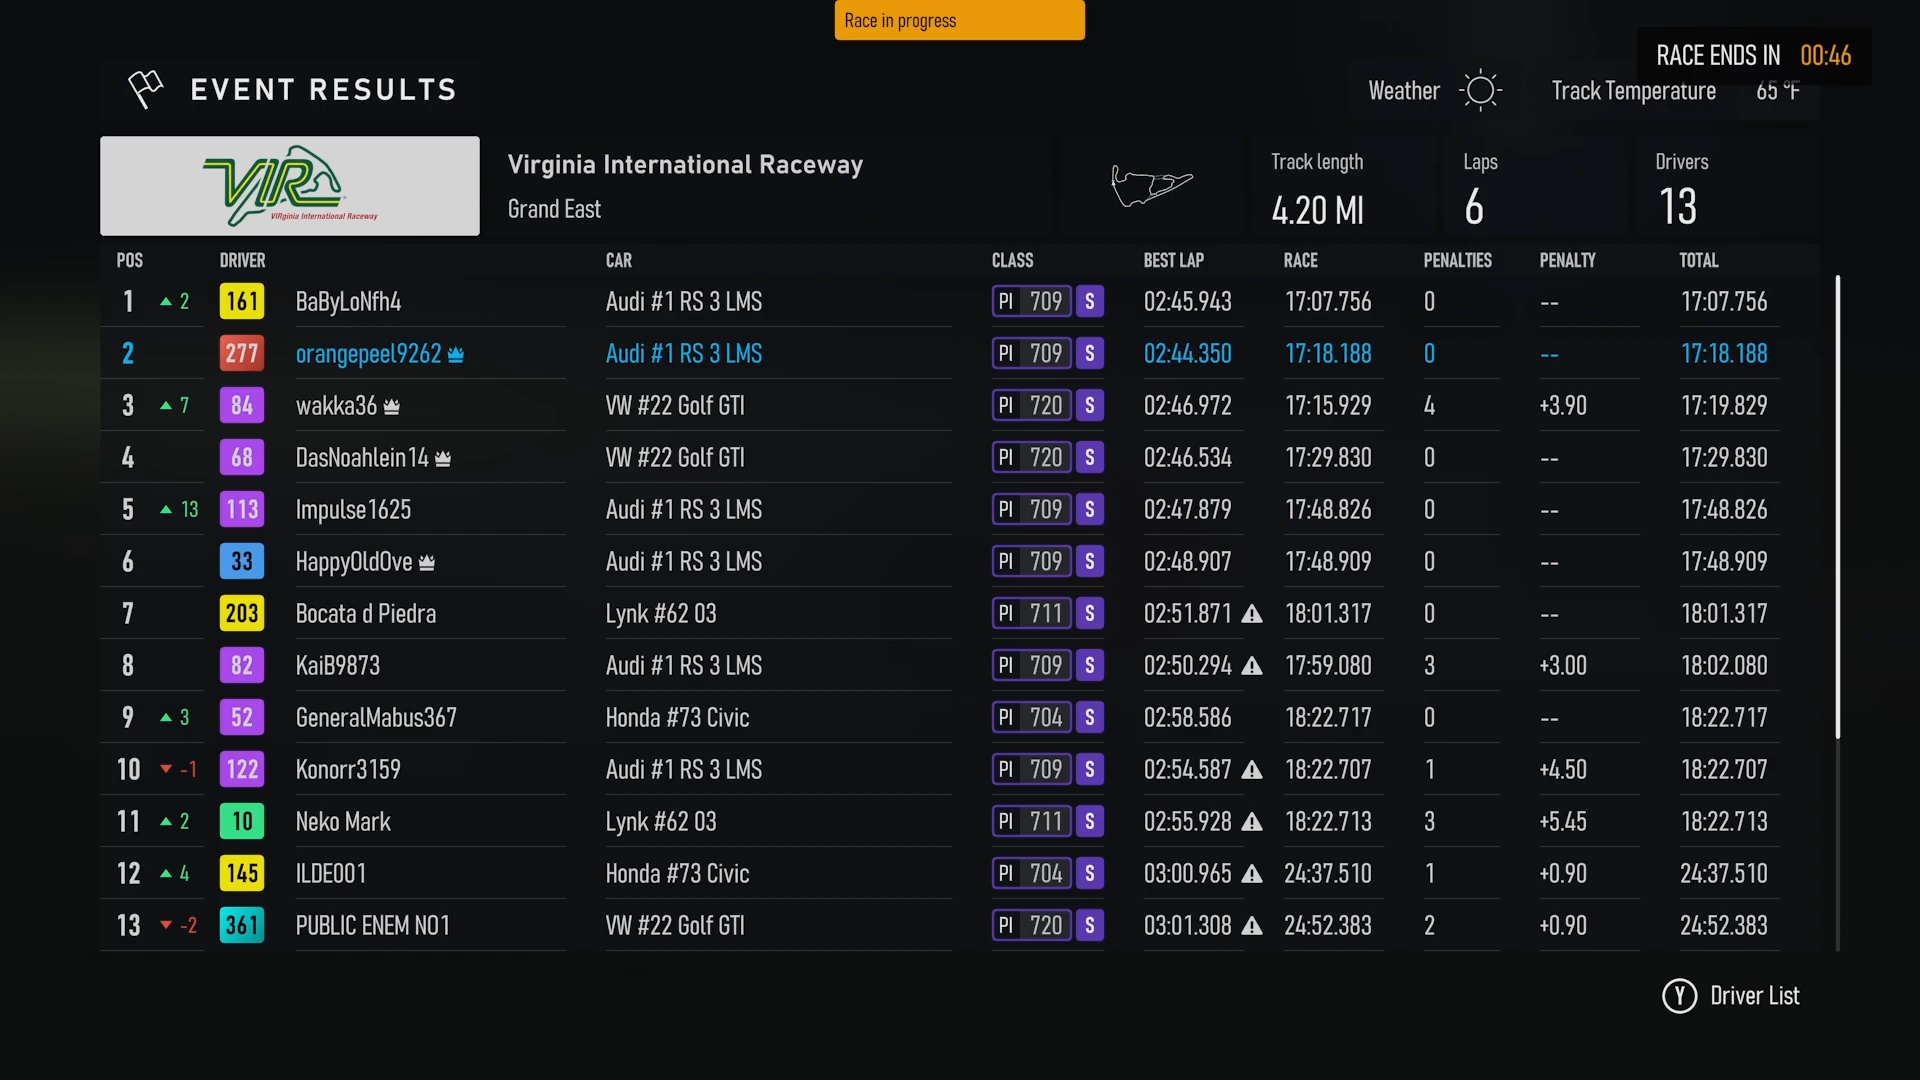 Race in progress
RACE ENDS IN 00:46
EVENT RESULTS
Weather Track Temperature 65 °F
VIR
VIRginia International Raceway
Virginia International Raceway
Grand East
Track length Laps Drivers
4.20 MI 6 13
POS DRIVER CAR CLASS BEST LAP RACE PENALTIES PENALTY TOTAL
1 ▲ 2 161 BaByLoNfh4 Audi #1 RS 3 LMS PI 709 S 02:45.943 17:07.756 0 -- 17:07.756
2 277 orangepeel9262 Audi #1 RS 3 LMS PI 709 S 02:44.350 17:18.188 0 -- 17:18.188
3 ▲ 7 84 wakka36 VW #22 Golf GTI PI 720 S 02:46.972 17:15.929 4 +3.90 17:19.829
4 68 DasNoahlein14 VW #22 Golf GTI PI 720 S 02:46.534 17:29.830 0 -- 17:29.830
5 ▲ 13 113 Impulse1625 Audi #1 RS 3 LMS PI 709 S 02:47.879 17:48.826 0 -- 17:48.826
6 33 HappyOldOve Audi #1 RS 3 LMS PI 709 S 02:48.907 17:48.909 0 -- 17:48.909
7 203 Bocata d Piedra Lynk #62 03 PI 711 S 02:51.871 18:01.317 0 -- 18:01.317
8 82 KaiB9873 Audi #1 RS 3 LMS PI 709 S 02:50.294 17:59.080 3 +3.00 18:02.080
9 ▲ 3 52 GeneralMabus367 Honda #73 Civic PI 704 S 02:58.586 18:22.717 0 -- 18:22.717
10 ▼ -1 122 Konorr3159 Audi #1 RS 3 LMS PI 709 S 02:54.587 18:22.707 1 +4.50 18:22.707
11 ▲ 2 10 Neko Mark Lynk #62 03 PI 711 S 02:55.928 18:22.713 3 +5.45 18:22.713
12 ▲ 4 145 ILDE001 Honda #73 Civic PI 704 S 03:00.965 24:37.510 1 +0.90 24:37.510
13 ▼ -2 361 PUBLIC ENEM NO1 VW #22 Golf GTI PI 720 S 03:01.308 24:52.383 2 +0.90 24:52.383
Y Driver List